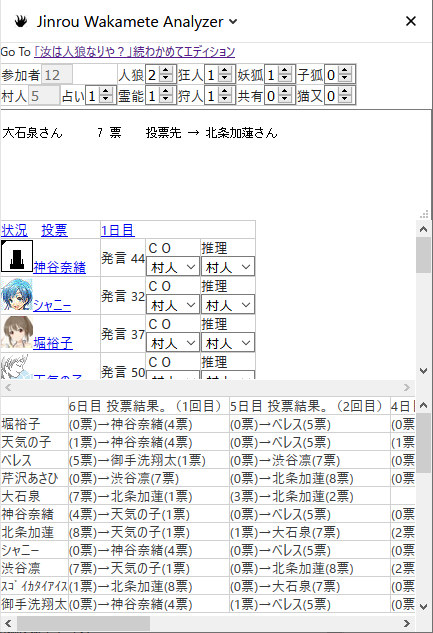 Jinrou Wakamete Analyzer
Go To 「汝は人狼なりや？」続わかめてエディション
参加者 12 人狼 2 狂人 1 妖狐 1 子狐 0
村人 5 占い 1 霊能 1 狩人 1 共有 0 猫又 0
大石泉さん 7 票 投票先 → 北条加蓮さん
状況 投票 1日目
神谷奈緒 発言 44 ＣＯ 推理
村人 村人
シャニー 発言 32 ＣＯ 推理
村人 村人
堀裕子 発言 37 ＣＯ 推理
村人 村人
天気の子 発言 50 ＣＯ 推理
村人 村人
6日目 投票結果。 (1回目) 5日目 投票結果。 (2回目) 4日
堀裕子 (0票)→神谷奈緒(4票) (0票)→ベレス(5票) (0票
天気の子 (1票)→神谷奈緒(4票) (0票)→ベレス(5票) (1票
ベレス (5票)→御手洗翔太(1票) (0票)→渋谷凛(7票) (0票
芹沢あさひ (0票)→渋谷凛(7票) (0票)→北条加蓮(8票) (0票
大石泉 (7票)→北条加蓮(1票) (3票)→北条加蓮(2票)
神谷奈緒 (4票)→天気の子(1票) (0票)→ベレス(5票) (0票
北条加蓮 (8票)→天気の子(1票) (1票)→大石泉(7票) (2票
シャニー (0票)→神谷奈緒(4票) (0票)→ベレス(5票) (0票
渋谷凛 (7票)→天気の子(1票) (0票)→北条加蓮(8票) (2票
ｽｺﾞｲｶﾀｲｱｲｽ (1票)→北条加蓮(8票) (0票)→大石泉(7票) (0票
御手洗翔太 (0票)→神谷奈緒(4票) (1票)→ベレス(5票) (0票